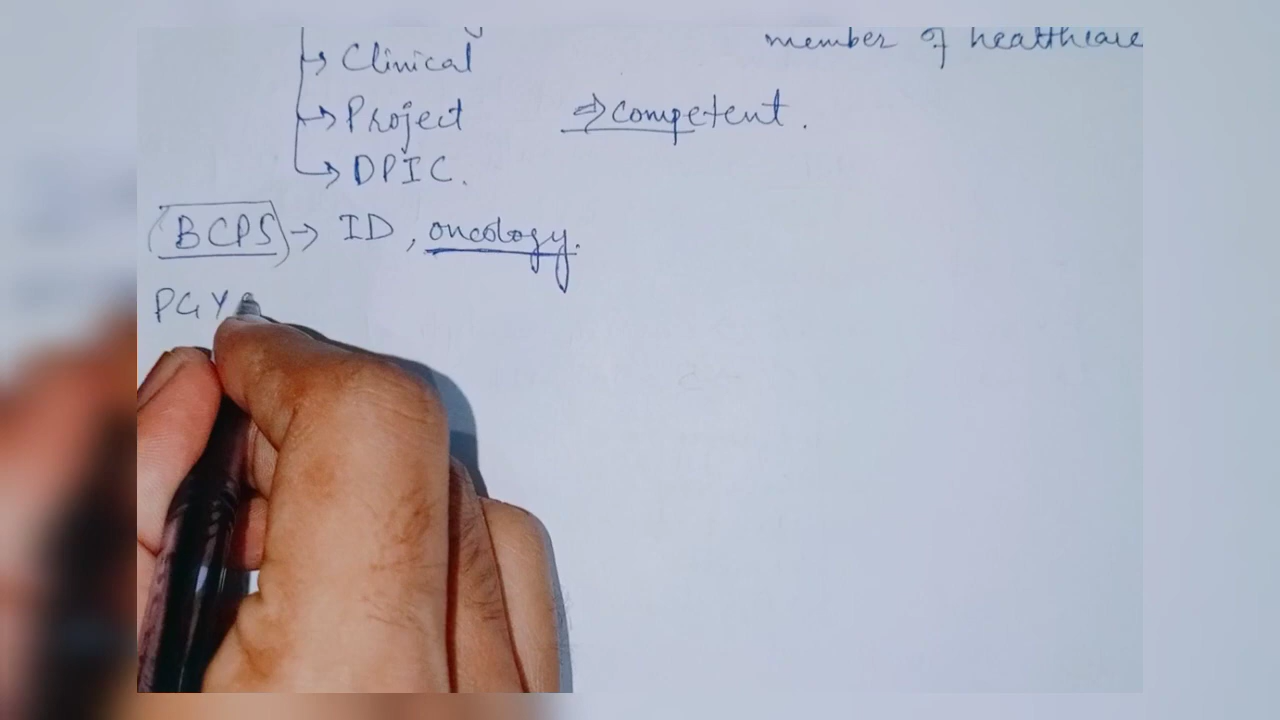 member of healthcare
→ Clinical
→ Project ⇒ competent.
→ DPIC.
(BCPS) → ID, oncology.
PGY